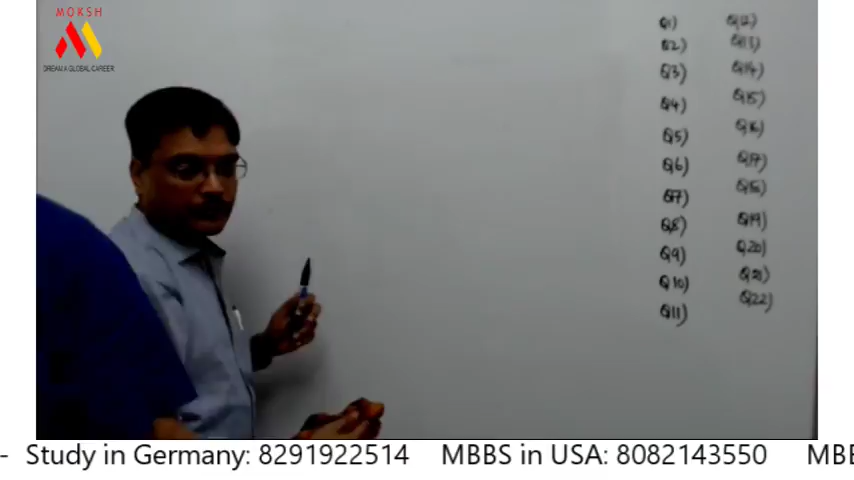 MOKSH
DREAM A GLOBAL CAREER
Q1)
Q2)
Q3)
Q4)
Q5)
Q6)
Q7)
Q8)
Q9)
Q10)
Q11)
Q12)
Q13)
Q14)
Q15)
Q16)
Q17)
Q18)
Q19)
Q20)
Q21)
Q22)
- Study in Germany: 8291922514 MBBS in USA: 8082143550 MBB